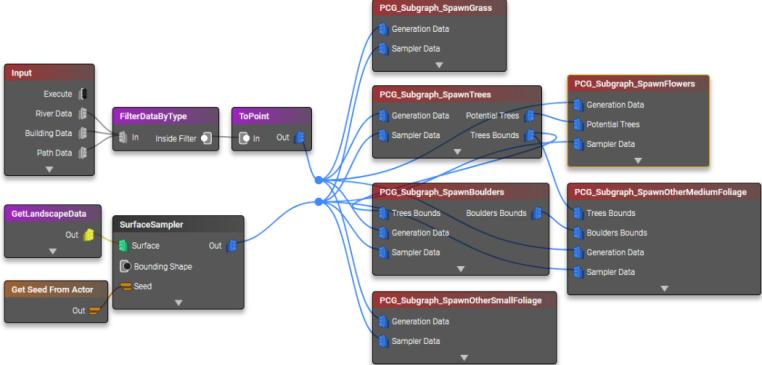 Input
Execute
River Data
Building Data
Path Data
FilterDataByType
In Inside Filter
ToPoint
In Out
GetLandscapeData
Out
Get Seed From Actor
Out
SurfaceSampler
Surface Out
Bounding Shape
Seed
PCG_Subgraph_SpawnGrass
Generation Data
Sampler Data
PCG_Subgraph_SpawnTrees
Generation Data Potential Trees
Sampler Data Trees Bounds
PCG_Subgraph_SpawnBoulders
Trees Bounds Boulders Bounds
Generation Data
Sampler Data
PCG_Subgraph_SpawnOtherSmallFoliage
Generation Data
Sampler Data
PCG_Subgraph_SpawnFlowers
Generation Data
Potential Trees
Sampler Data
PCG_Subgraph_SpawnOtherMediumFoliage
Trees Bounds
Boulders Bounds
Generation Data
Sampler Data